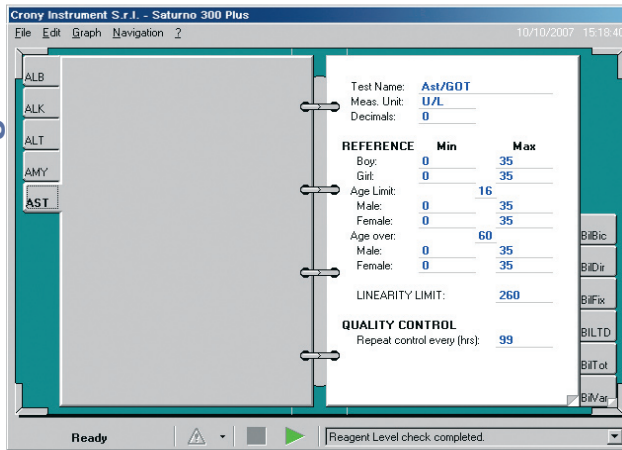 Crony Instrument S.r.l. - Saturno 300 Plus
File Edit Graph Navigation ?
10/10/2007 15:18:40
ALB
ALK
ALT
AMY
AST
Test Name: Ast/GOT
Meas. Unit: U/L
Decimals: 0
REFERENCE Min Max
Boy: 0 35
Girl: 0 35
Age Limit: 16
Male: 0 35
Female: 0 35
Age over: 60
Male: 0 35
Female: 0 35
LINEARITY LIMIT: 260
QUALITY CONTROL
Repeat control every (hrs): 99
BilBic
BilDir
BilFix
BILTD
BilTot
BilVar
Ready
Reagent Level check completed.